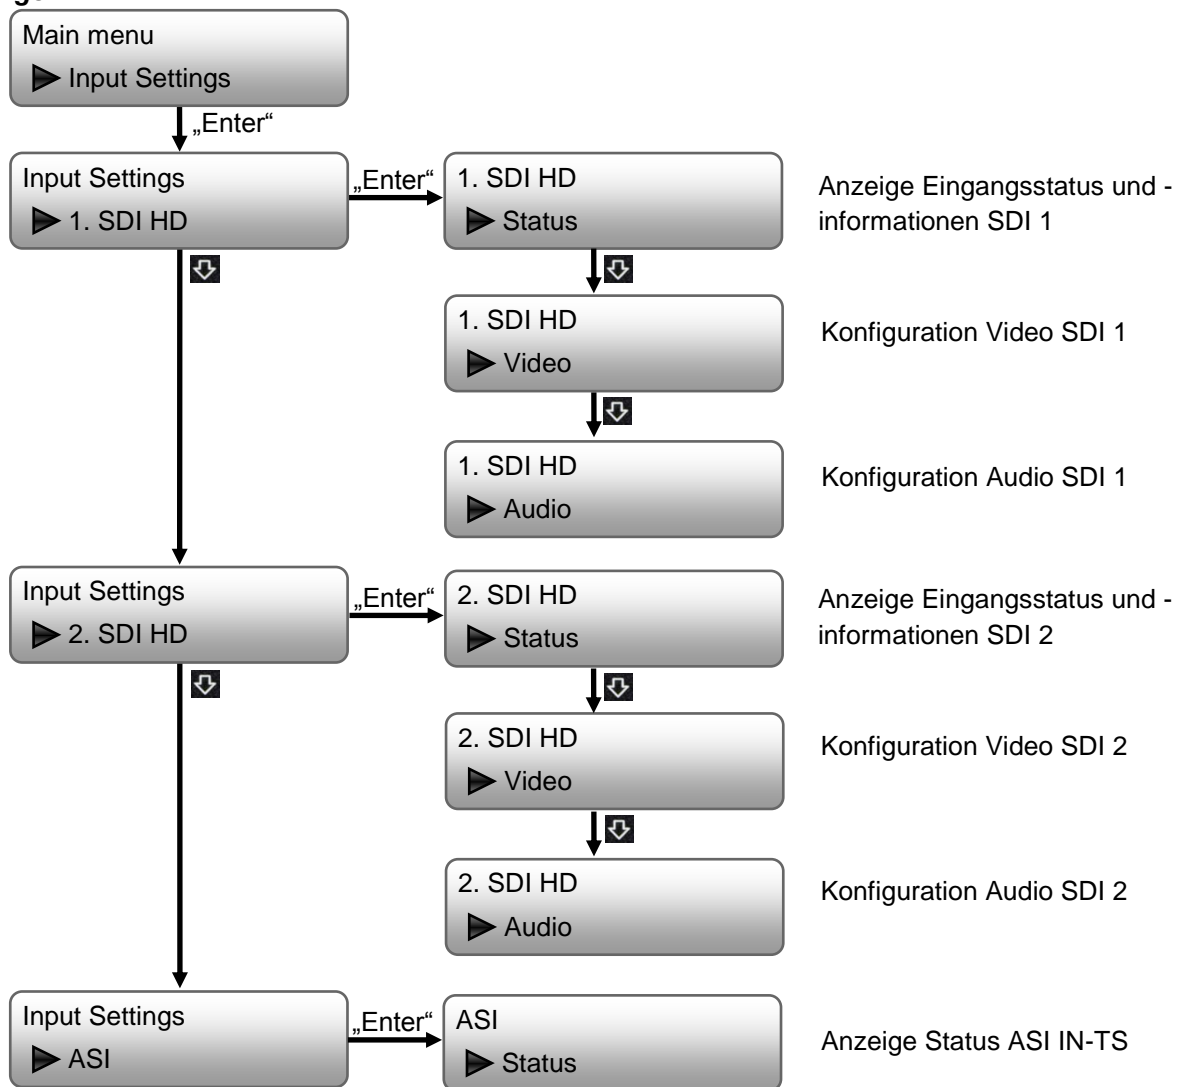 Main menu
Input Settings
„Enter“
Input Settings
1. SDI HD
„Enter“
1. SDI HD
Status
Anzeige Eingangsstatus und -
informationen SDI 1
1. SDI HD
Video
Konfiguration Video SDI 1
1. SDI HD
Audio
Konfiguration Audio SDI 1
Input Settings
2. SDI HD
„Enter“
2. SDI HD
Status
Anzeige Eingangsstatus und -
informationen SDI 2
2. SDI HD
Video
Konfiguration Video SDI 2
2. SDI HD
Audio
Konfiguration Audio SDI 2
Input Settings
ASI
„Enter“
ASI
Status
Anzeige Status ASI IN-TS